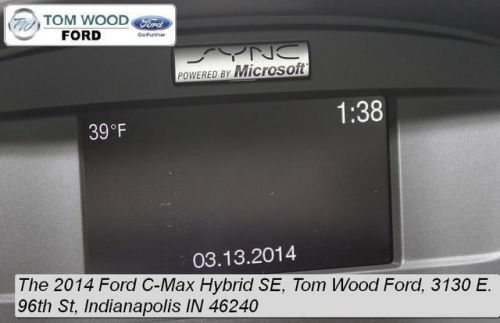 TW
TOM WOOD
FORD
Ford
Go Further
SYNC
POWERED BY Microsoft
39°F
1:38
03.13.2014
The 2014 Ford C-Max Hybrid SE, Tom Wood Ford, 3130 E.
96th St, Indianapolis IN 46240